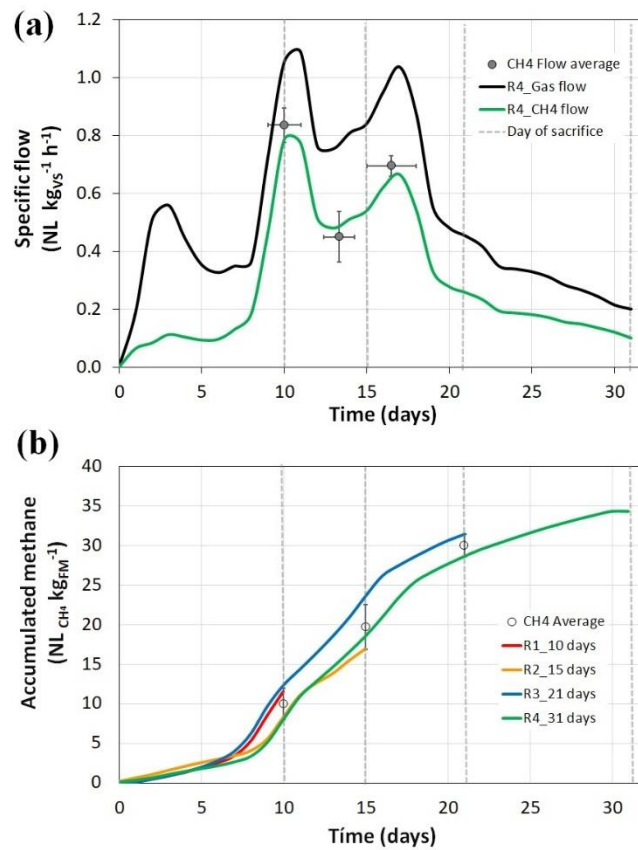 (a)
1.2
1.0
0.8
0.6
0.4
0.2
0.0
Specific flow
(NL kgVS⁻¹ h⁻¹)
CH4 Flow average
R4_Gas flow
R4_CH4 flow
Day of sacrifice
0 5 10 15 20 25 30
Time (days)
(b)
40
35
30
25
20
15
10
5
0
Accumulated methane
(NL CH⁴ kgFM⁻¹)
CH4 Average
R1_10 days
R2_15 days
R3_21 days
R4_31 days
0 5 10 15 20 25 30
Tíme (days)